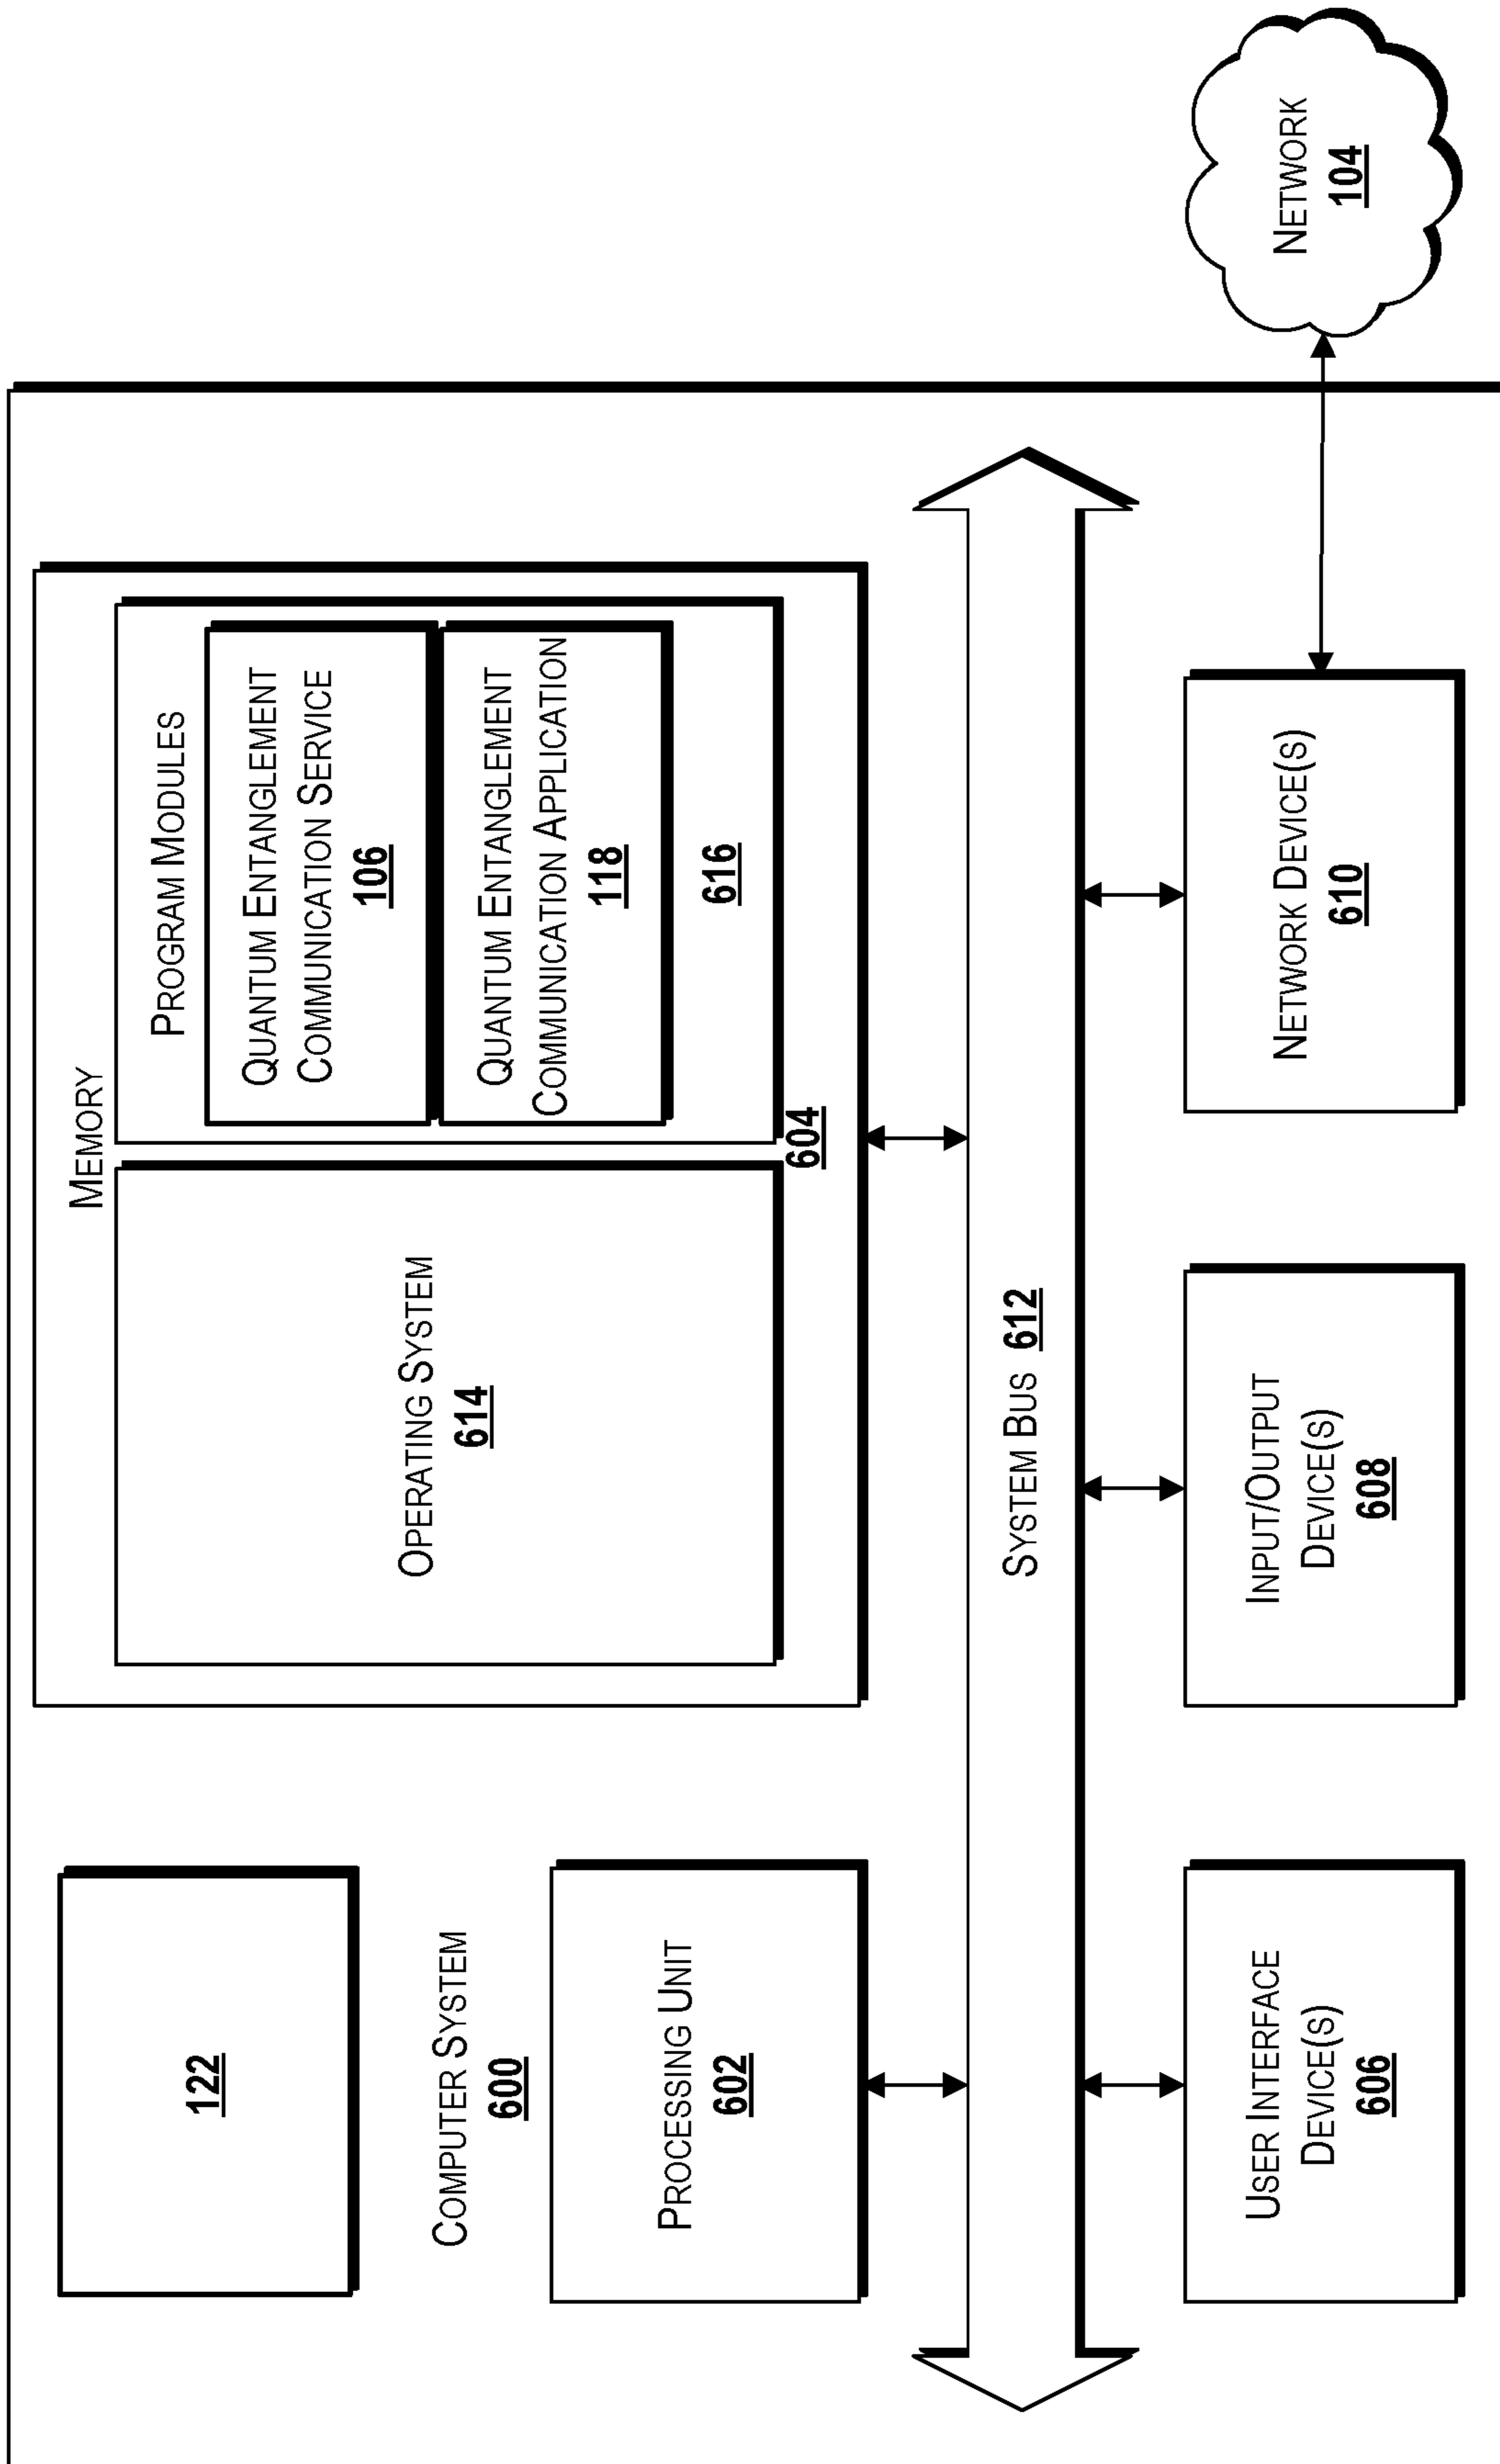 122
COMPUTER SYSTEM
600
PROCESSING UNIT
602
MEMORY
OPERATING SYSTEM
614
PROGRAM MODULES
QUANTUM ENTANGLEMENT
COMMUNICATION SERVICE
106
QUANTUM ENTANGLEMENT
COMMUNICATION APPLICATION
118
616
604
SYSTEM BUS 612
USER INTERFACE
DEVICE(S)
606
INPUT/OUTPUT
DEVICE(S)
608
NETWORK DEVICE(S)
610
NETWORK
104